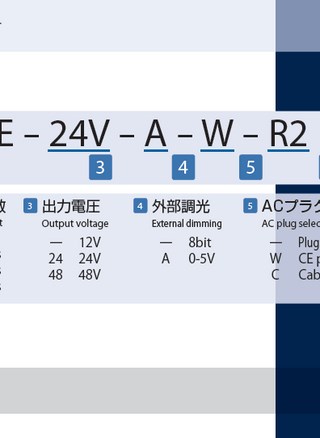 E - 24V - A - W - R2
3 4 5
数 3 出力電圧 4 外部調光 5 ACプラグ
Output voltage External dimming AC plug selec
— 12V — 8bit — Plug
24 24V A 0-5V W CE p
48 48V C Cab